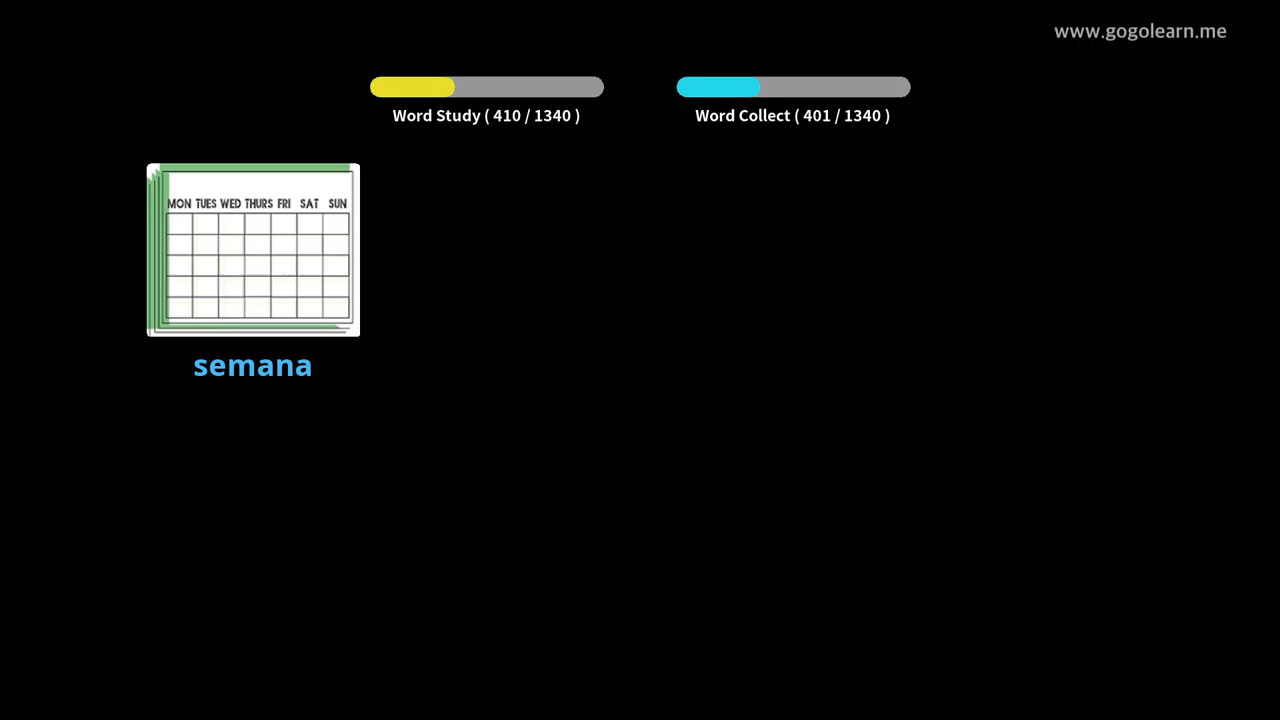 www.gogolearn.me
Word Study ( 410 / 1340 )
Word Collect ( 401 / 1340 )
MON TUES WED THURS FRI SAT SUN
semana